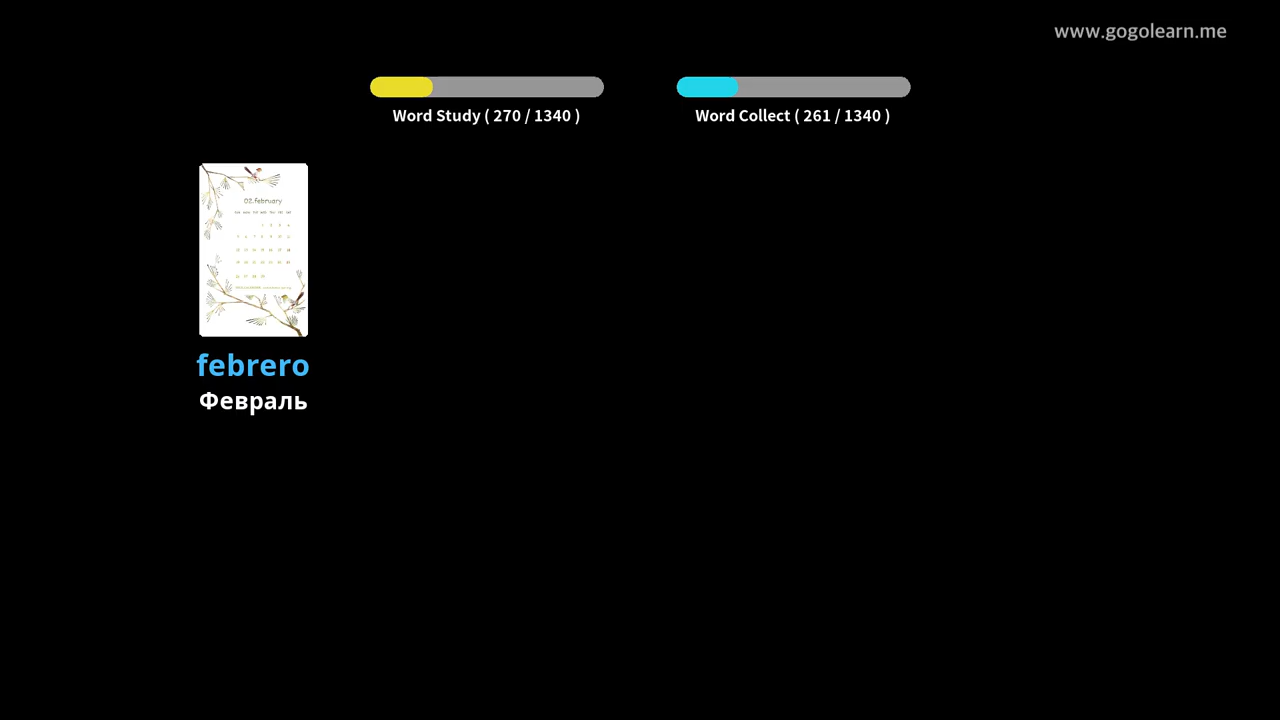 www.gogolearn.me
Word Study ( 270 / 1340 )
Word Collect ( 261 / 1340 )
02.february
febrero
Февраль